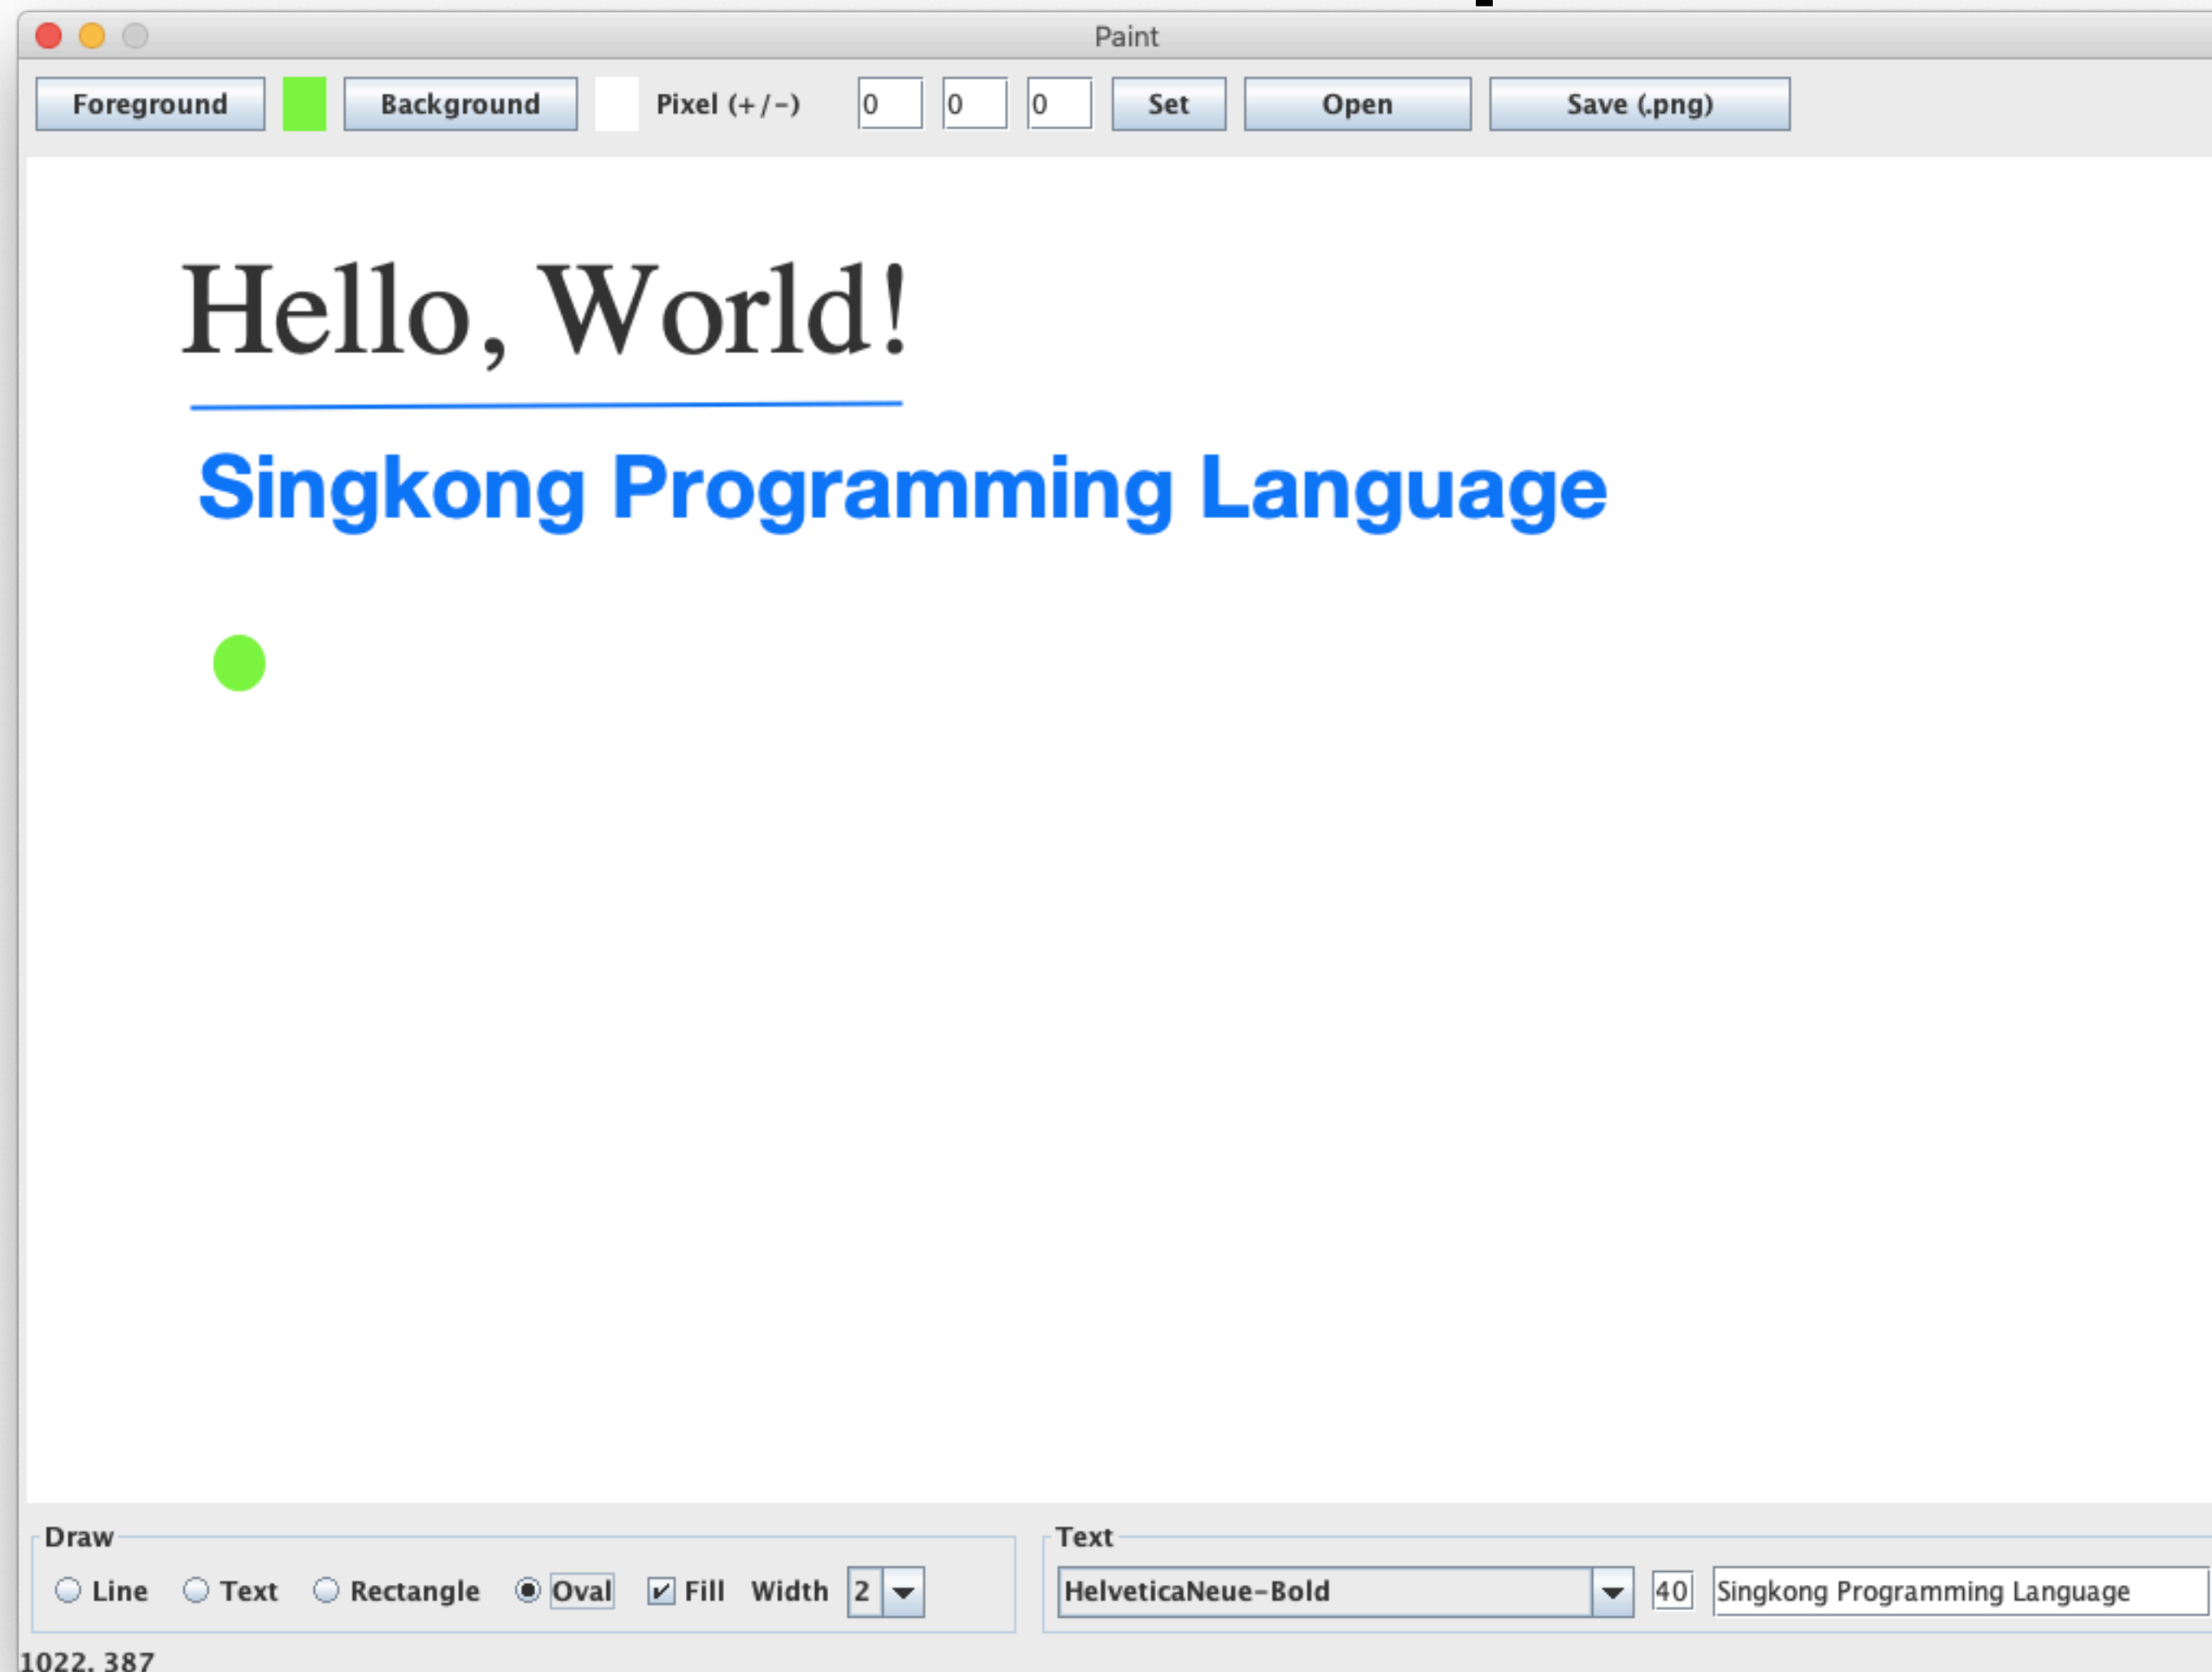 Paint
Foreground Background Pixel (+/-) 0 0 0 Set Open Save (.png)
Hello, World!
Singkong Programming Language
Draw
Line Text Rectangle Oval Fill Width 2
Text
HelveticaNeue-Bold 40 Singkong Programming Language
1022, 387